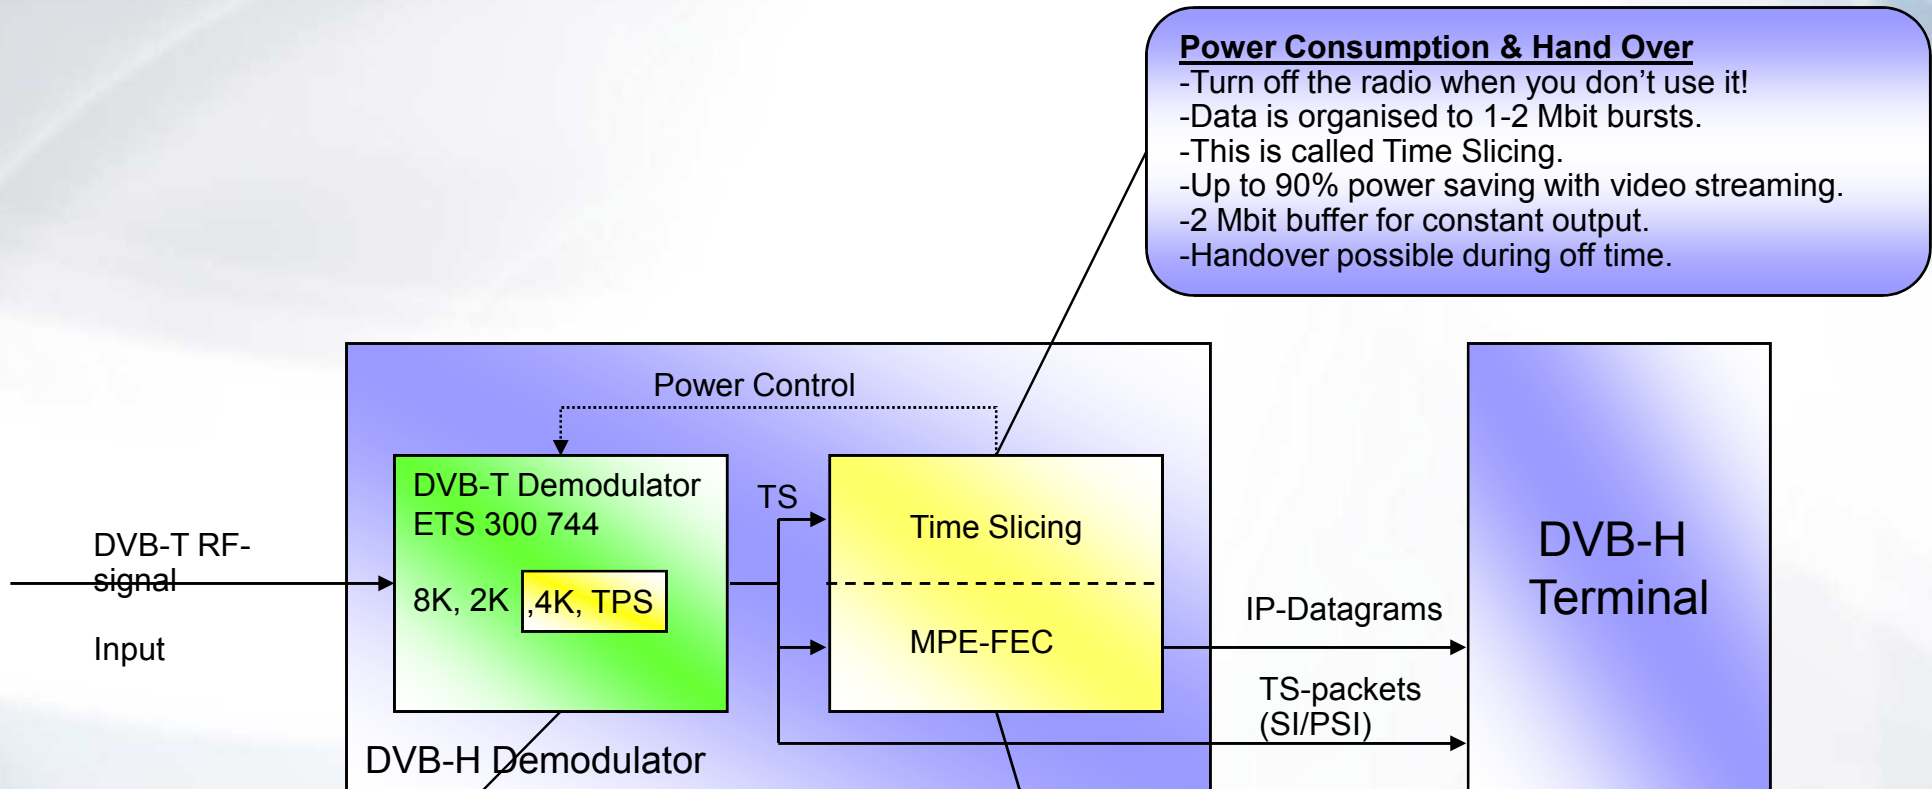 Power Consumption & Hand Over
-Turn off the radio when you don’t use it!
-Data is organised to 1-2 Mbit bursts.
-This is called Time Slicing.
-Up to 90% power saving with video streaming.
-2 Mbit buffer for constant output.
-Handover possible during off time.
Power Control
DVB-T Demodulator
ETS 300 744
8K, 2K ,4K, TPS
TS
Time Slicing
MPE-FEC
DVB-T RF-
signal
Input
DVB-H
Terminal
IP-Datagrams
TS-packets
(SI/PSI)
DVB-H Demodulator